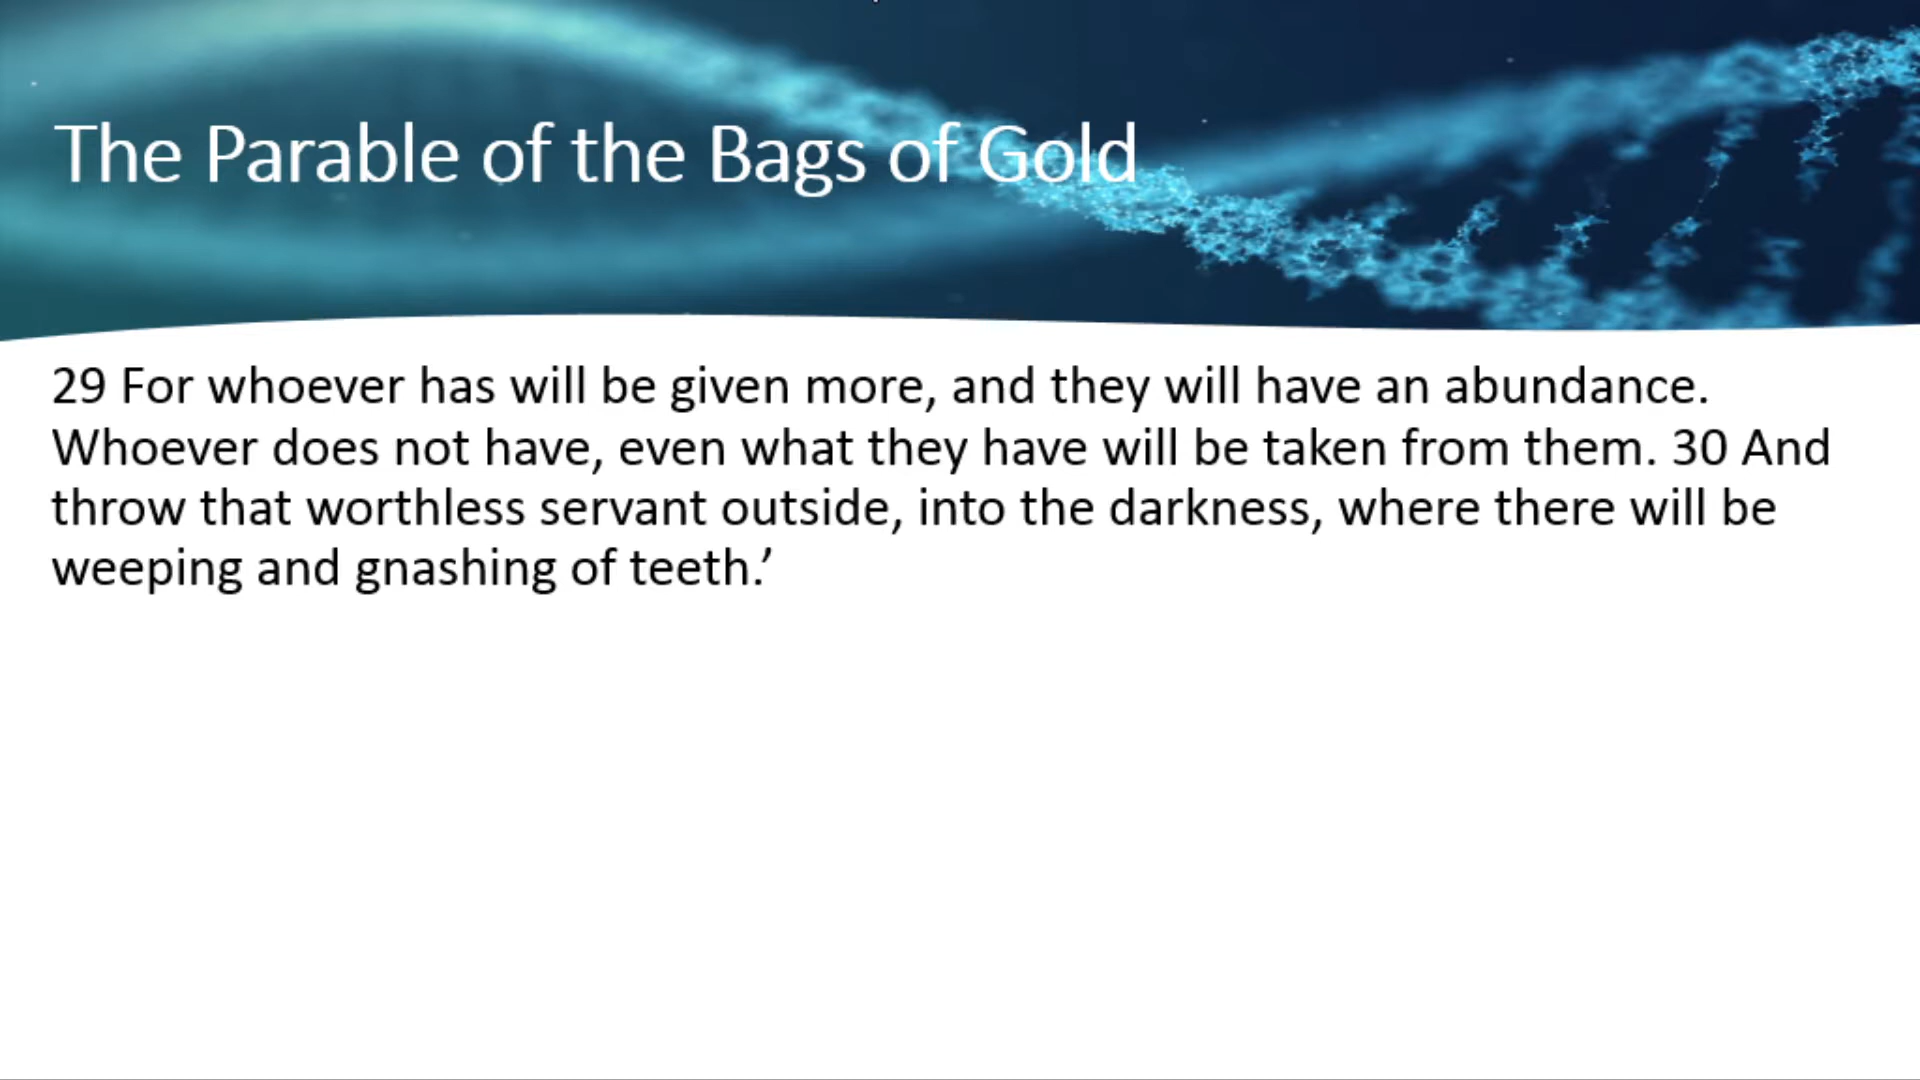 The Parable of the Bags of Gold
29 For whoever has will be given more, and they will have an abundance.
Whoever does not have, even what they have will be taken from them. 30 And
throw that worthless servant outside, into the darkness, where there will be
weeping and gnashing of teeth.’